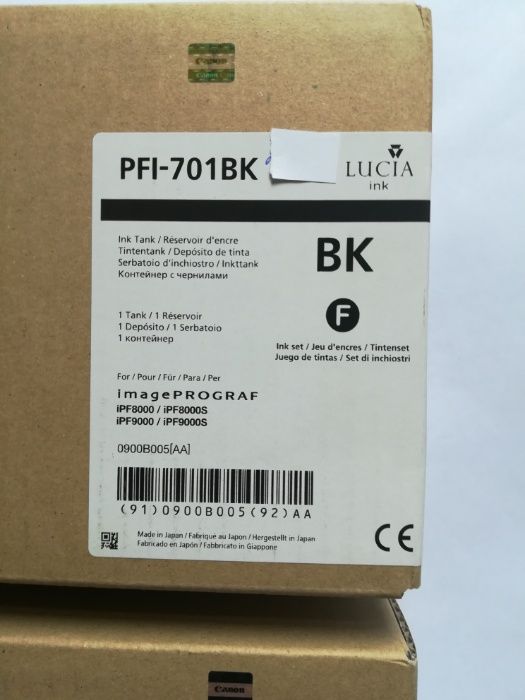 Canon
Canon
PFI-701BK
LUCIA
ink
Ink Tank / Réservoir d'encre
Tintentank / Depósito de tinta
Serbatoio d'inchiostro / Inkttank
Контейнер с чернилами
BK
1 Tank / 1 Réservoir
1 Depósito / 1 Serbatoio
1 контейнер
F
Ink set / Jeu d'encres / Tintenset
Juego de tintas / Set di inchiostri
For / Pour / Für / Para / Per
imagePROGRAF
iPF8000 / iPF8000S
iPF9000 / iPF9000S
0900B005[AA]
(91)0900B005(92)AA
Made in Japan / Fabriqué au Japon / Hergestellt in Japan
Fabricado en Japón / Fabbricato in Giappone
CE
Canon